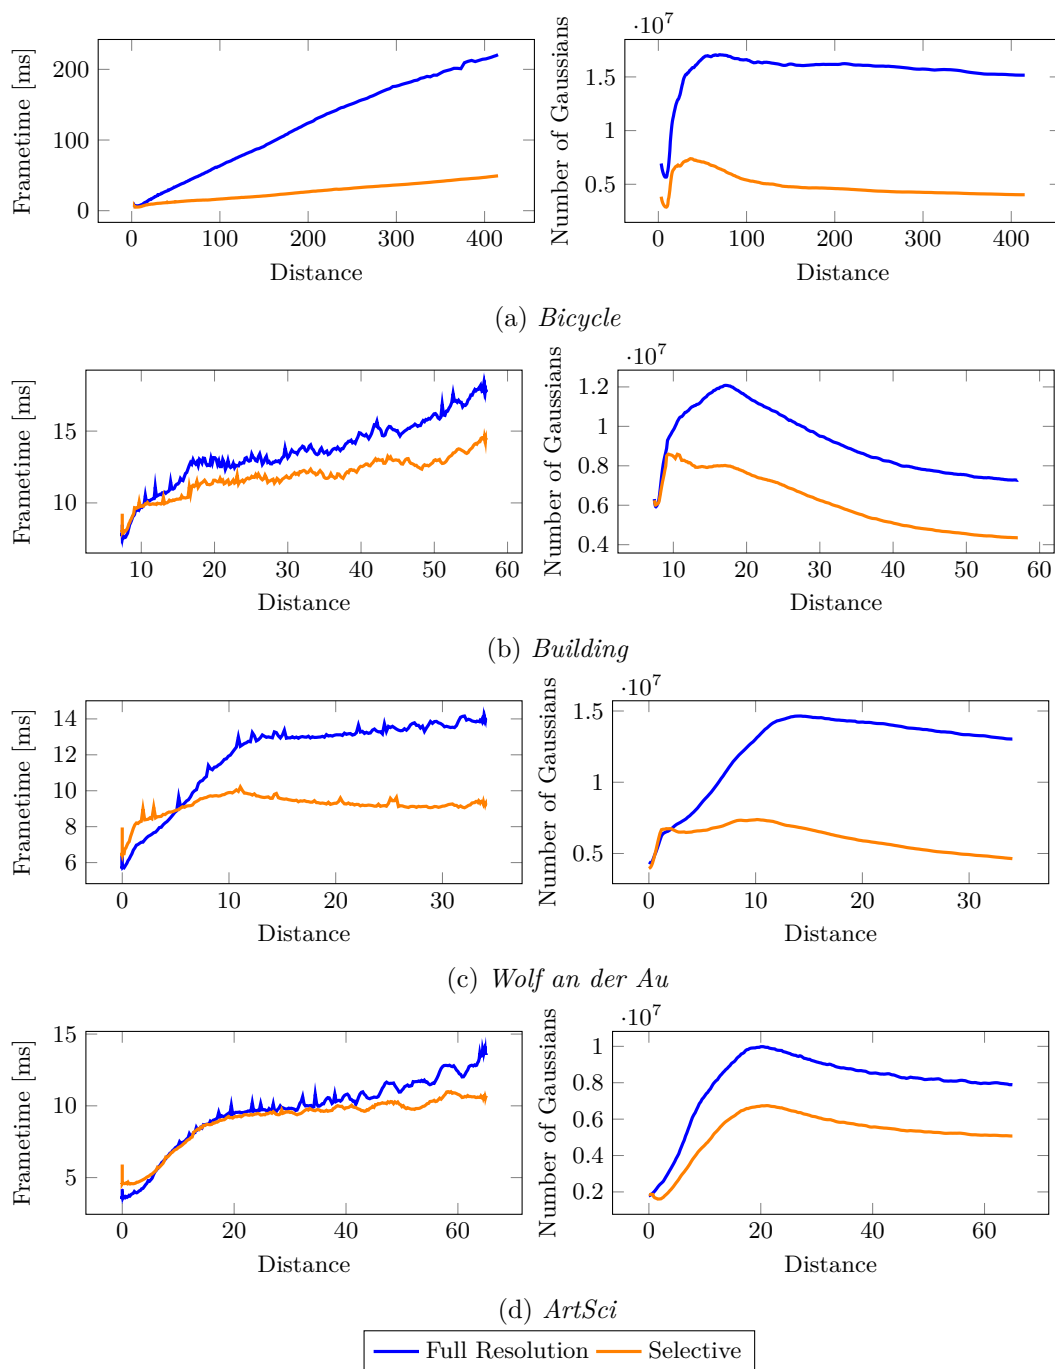 Frametime [ms]
200
100
0
0 100 200 300 400
Distance
Number of Gaussians
·10^7
1.5
1
0.5
0 100 200 300 400
Distance
(a) Bicycle
Frametime [ms]
15
10
10 20 30 40 50 60
Distance
Number of Gaussians
·10^7
1.2
1
0.8
0.6
0.4
10 20 30 40 50 60
Distance
(b) Building
Frametime [ms]
14
12
10
8
6
0 10 20 30
Distance
Number of Gaussians
·10^7
1.5
1
0.5
0 10 20 30
Distance
(c) Wolf an der Au
Frametime [ms]
15
10
5
0 20 40 60
Distance
Number of Gaussians
·10^7
1
0.8
0.6
0.4
0.2
0 20 40 60
Distance
(d) ArtSci
Full Resolution Selective